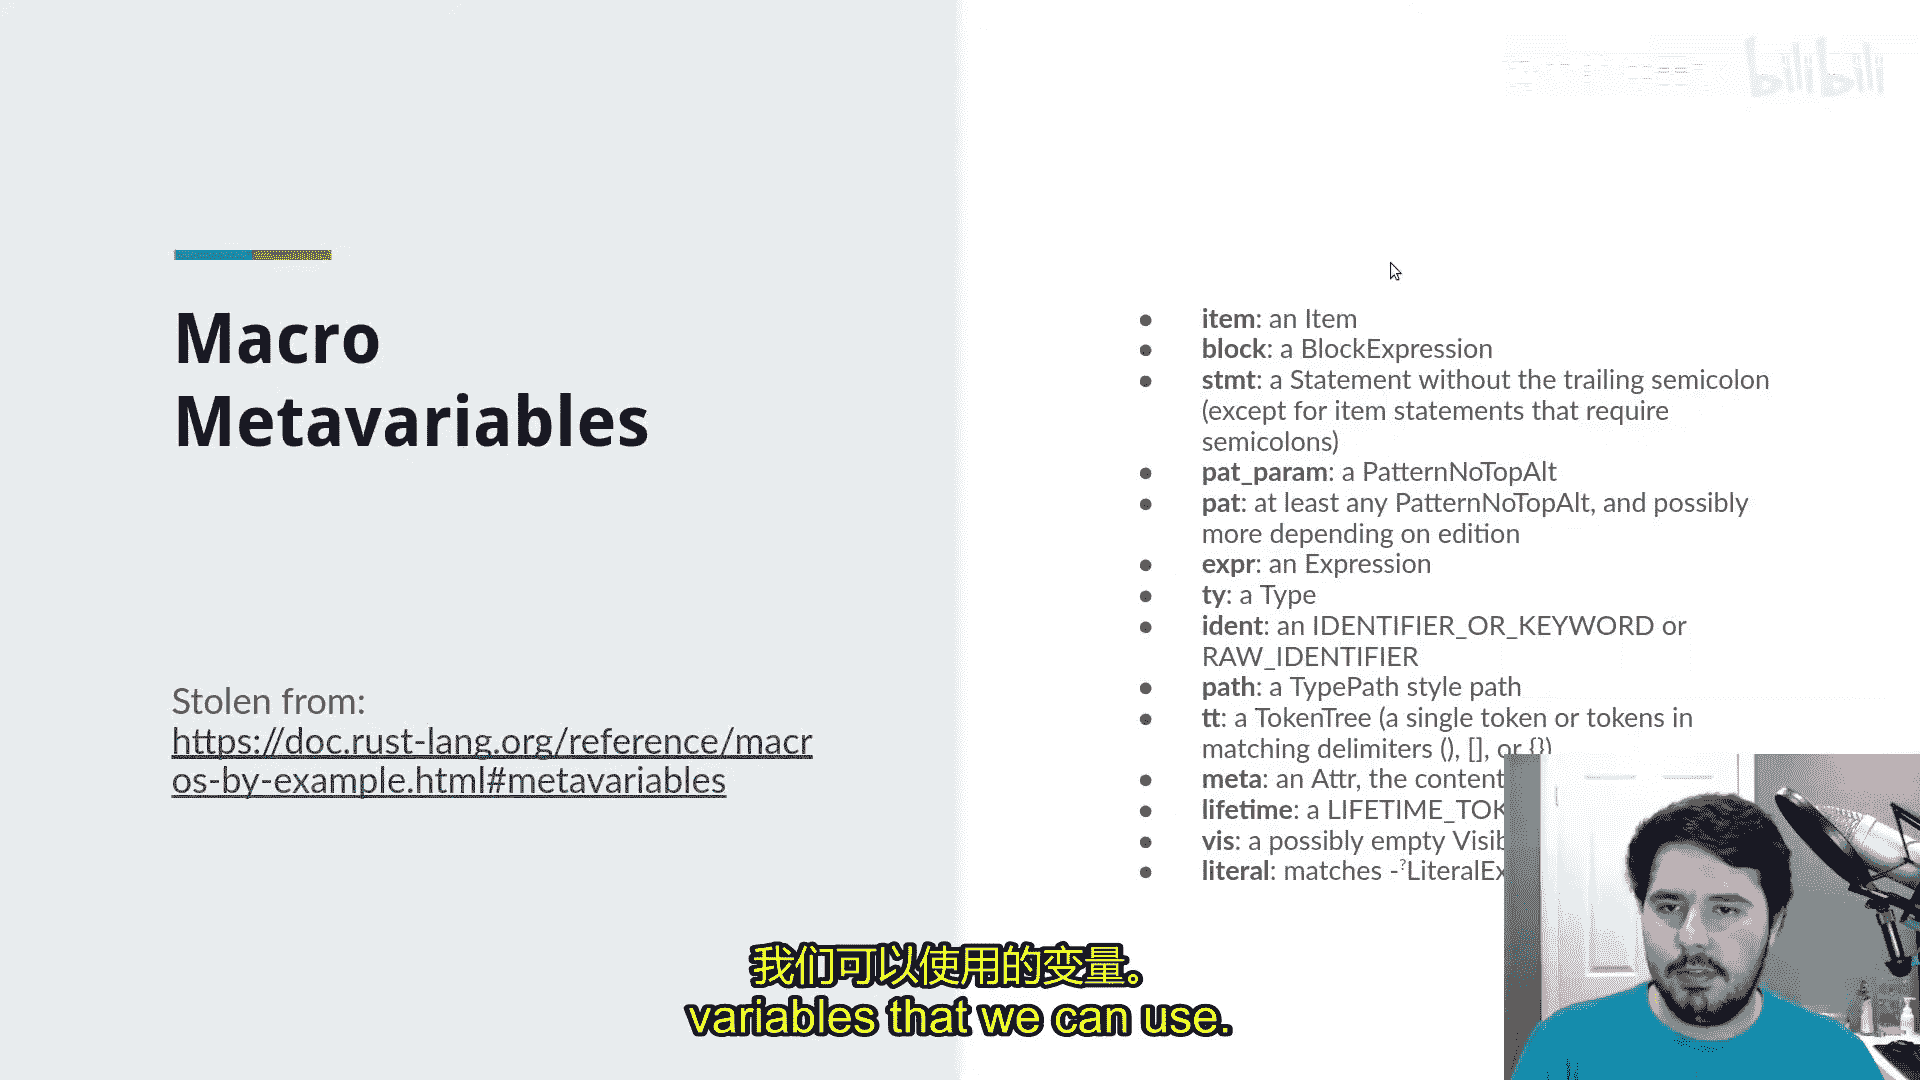 bilibili
Macro
Metavariables
Stolen from:
https://doc.rust-lang.org/reference/macr
os-by-example.html#metavariables
● item: an Item
● block: a BlockExpression
● stmt: a Statement without the trailing semicolon
(except for item statements that require
semicolons)
● pat_param: a PatternNoTopAlt
● pat: at least any PatternNoTopAlt, and possibly
more depending on edition
● expr: an Expression
● ty: a Type
● ident: an IDENTIFIER_OR_KEYWORD or
RAW_IDENTIFIER
● path: a TypePath style path
● tt: a TokenTree (a single token or tokens in
matching delimiters (), [], or {})
● meta: an Attr, the content
● lifetime: a LIFETIME_TOK
● vis: a possibly empty Visib
● literal: matches -?LiteralEx
我们可以使用的变量。
variables that we can use.